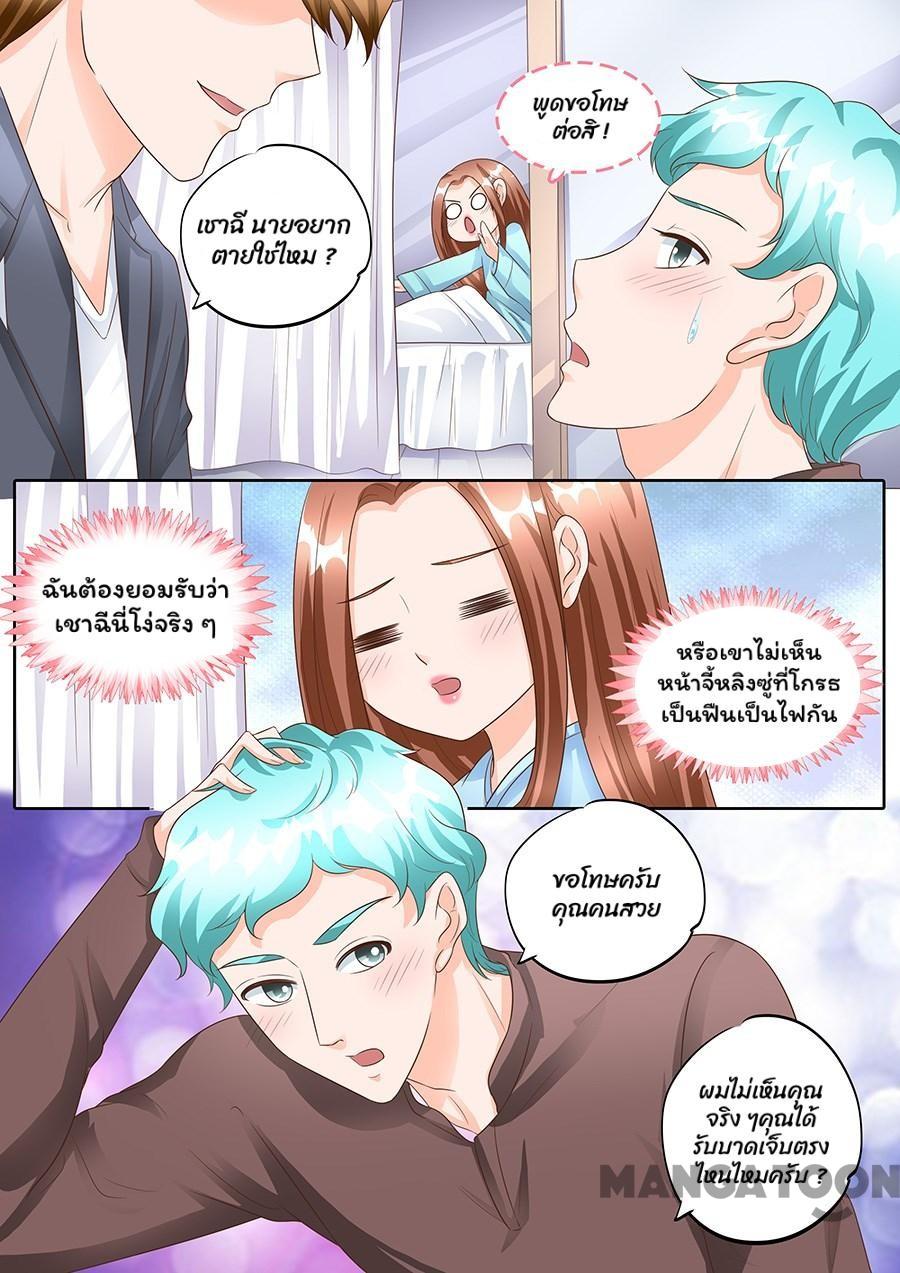 พูดขอโทษ
ต่อสิ !
เชาฉี นายอยาก
ตายใช่ไหม ?
ฉันต้องยอมรับว่า
เชาฉีนี่โง่จริง ๆ
หรือเขาไม่เห็น
หน้าจี้หลิงซู่ที่โกรธ
เป็นฟืนเป็นไฟกัน
ขอโทษครับ
คุณคนสวย
ผมไม่เห็นคุณ
จริง ๆคุณได้
รับบาดเจ็บตรง
ไหนไหมครับ ?
MANGATOON